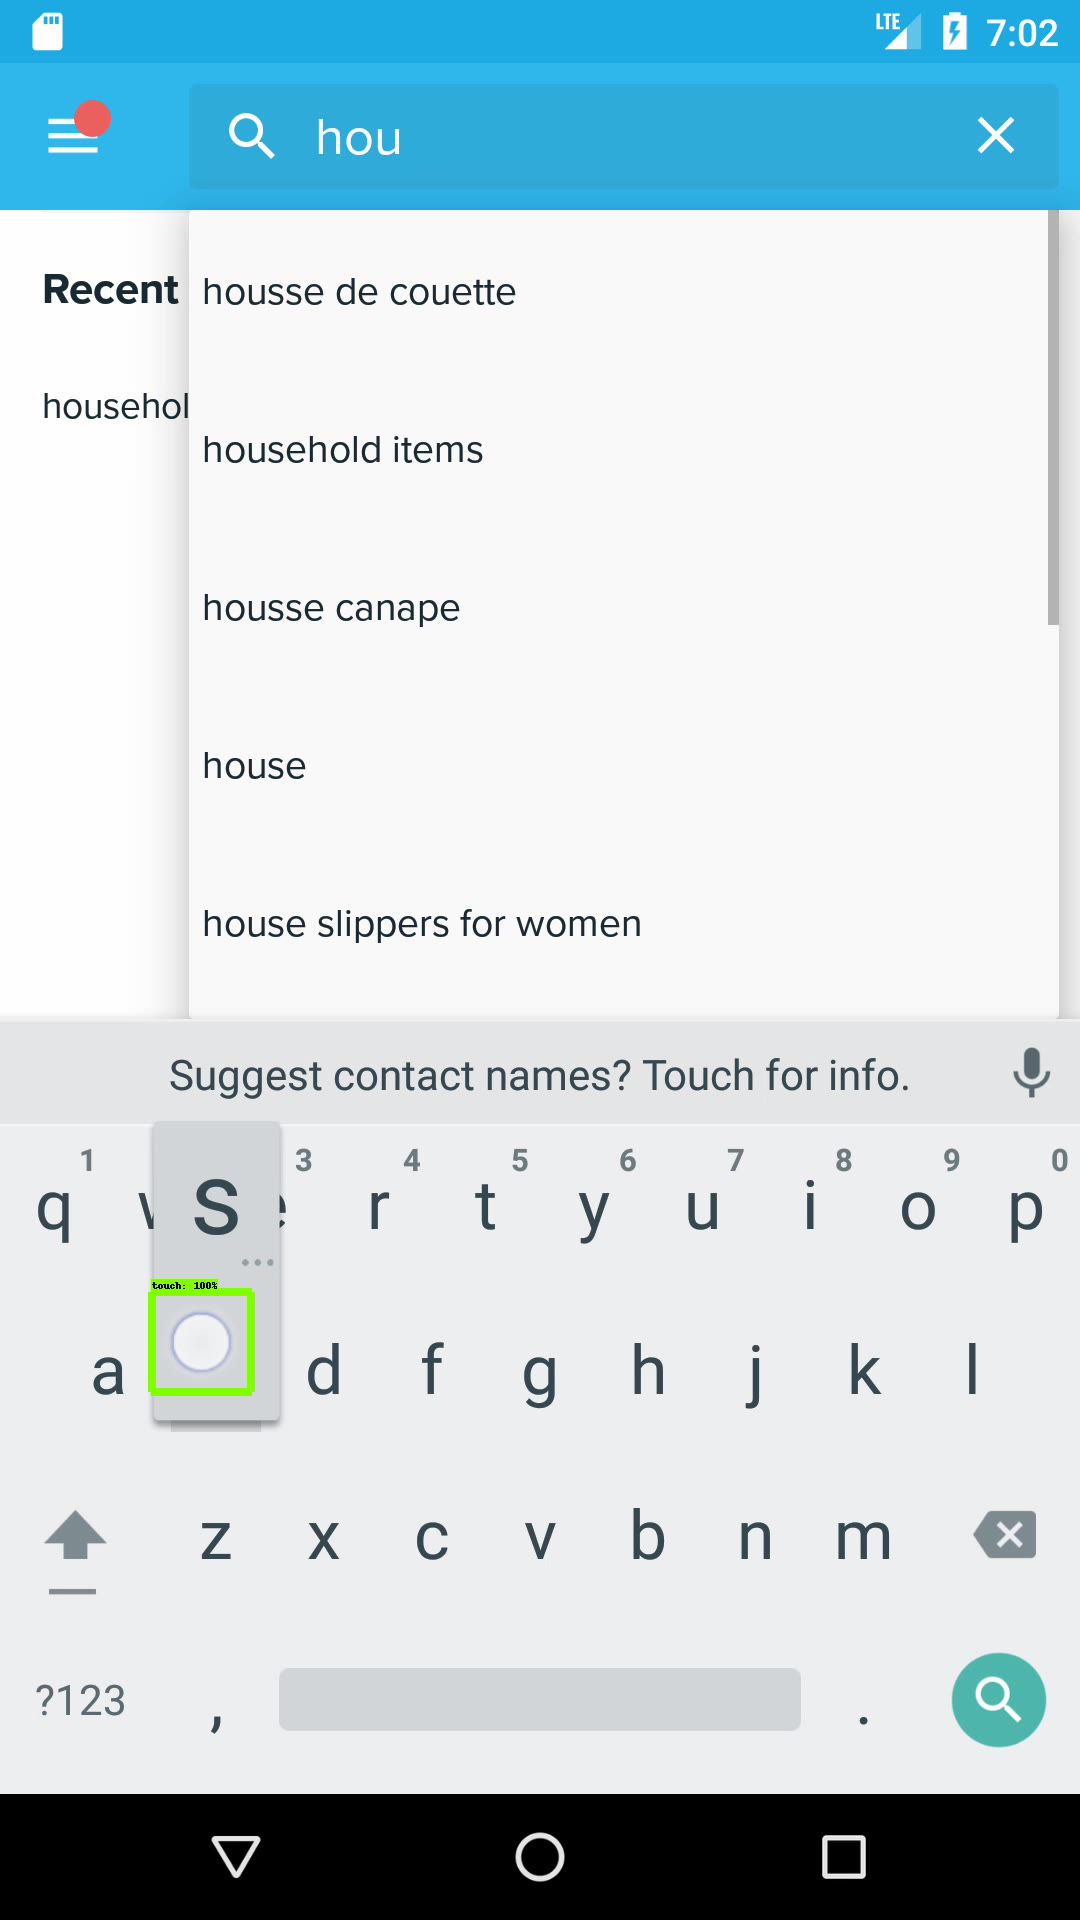 LTE 7:02
hou
Recent
househol
housse de couette
household items
housse canape
house
house slippers for women
Suggest contact names? Touch for info.
1 3 4 5 6 7 8 9 0
q w s e r t y u i o p
touch: 100%
a d f g h j k l
z x c v b n m
?123 , .